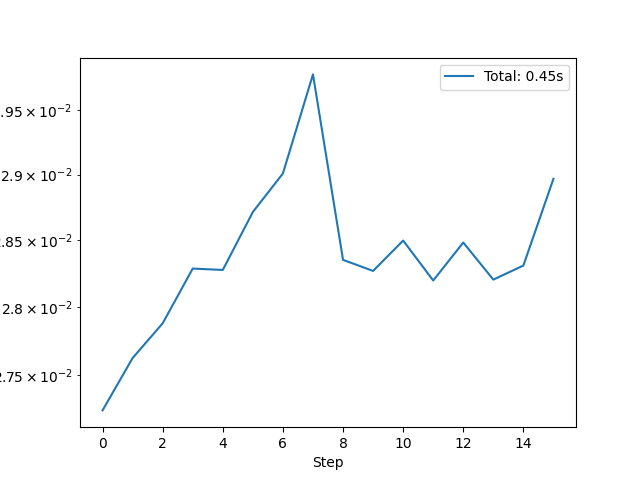 Total: 0.45s
.95 × 10⁻²
2.9 × 10⁻²
2.85 × 10⁻²
2.8 × 10⁻²
2.75 × 10⁻²
0 2 4 6 8 10 12 14
Step